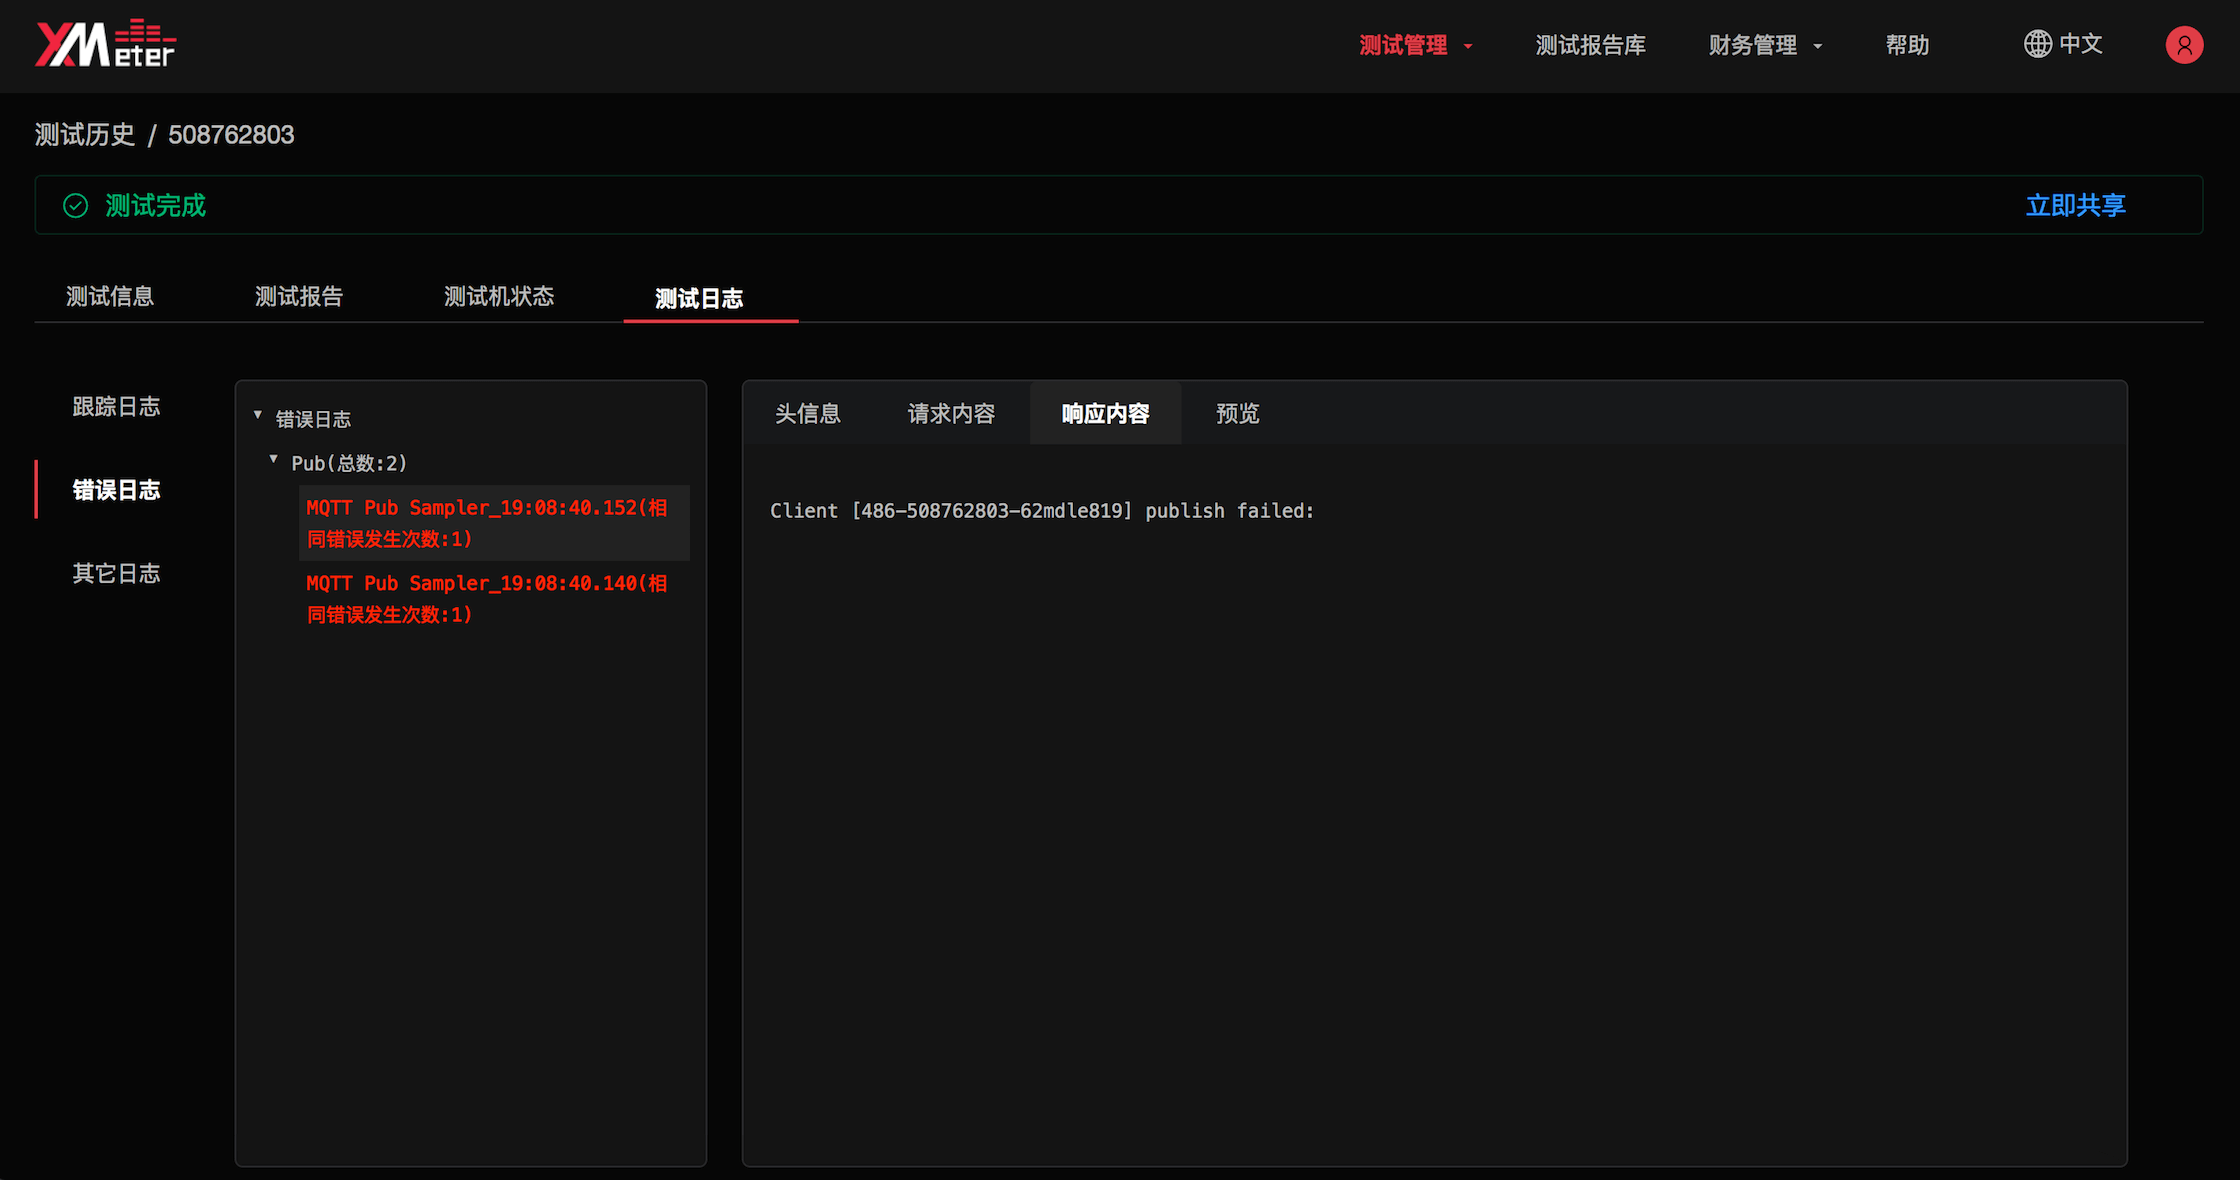 XMeter
测试管理
测试报告库
财务管理
帮助
中文
测试历史 / 508762803
测试完成
立即共享
测试信息
测试报告
测试机状态
测试日志
跟踪日志
错误日志
其它日志
错误日志
Pub(总数:2)
MQTT Pub Sampler_19:08:40.152(相
同错误发生次数:1)
MQTT Pub Sampler_19:08:40.140(相
同错误发生次数:1)
头信息
请求内容
响应内容
预览
Client [486-508762803-62mdle819] publish failed: